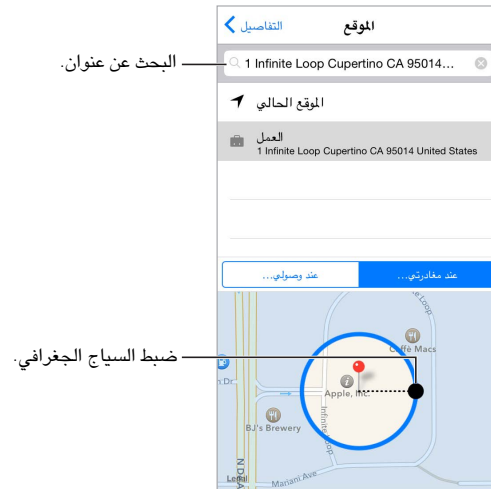 الموقع
التفاصيل
1 Infinite Loop Cupertino CA 95014…
البحث عن عنوان.
الموقع الحالي
العمل
1 Infinite Loop Cupertino CA 95014 United States
عند مغادرتي…
عند وصولي…
Loop
Caffè Macs
ضبط السياج الجغرافي.
n Dr
Apple, Inc.
Infinite Loop
BJ's Brewery
N D
Mariani Ave
Legal